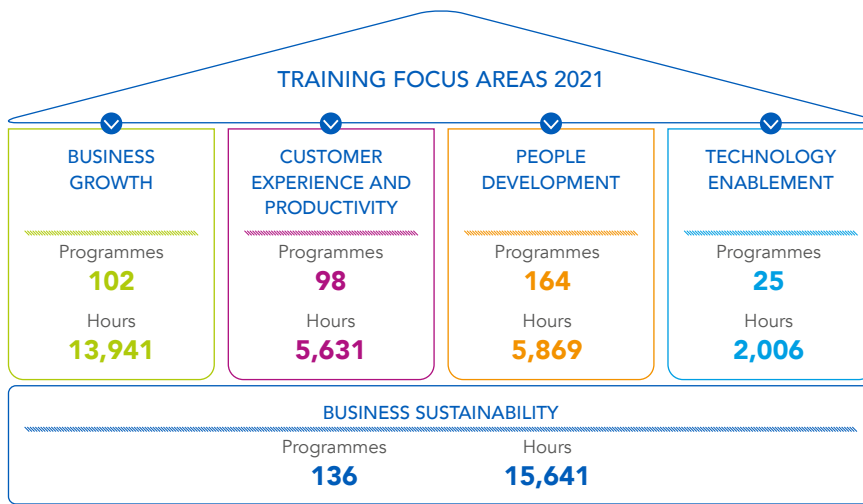 TRAINING FOCUS AREAS 2021
BUSINESS
GROWTH
Programmes
102
Hours
13,941
CUSTOMER
EXPERIENCE AND
PRODUCTIVITY
Programmes
98
Hours
5,631
PEOPLE
DEVELOPMENT
Programmes
164
Hours
5,869
TECHNOLOGY
ENABLEMENT
Programmes
25
Hours
2,006
BUSINESS SUSTAINABILITY
Programmes
136
Hours
15,641